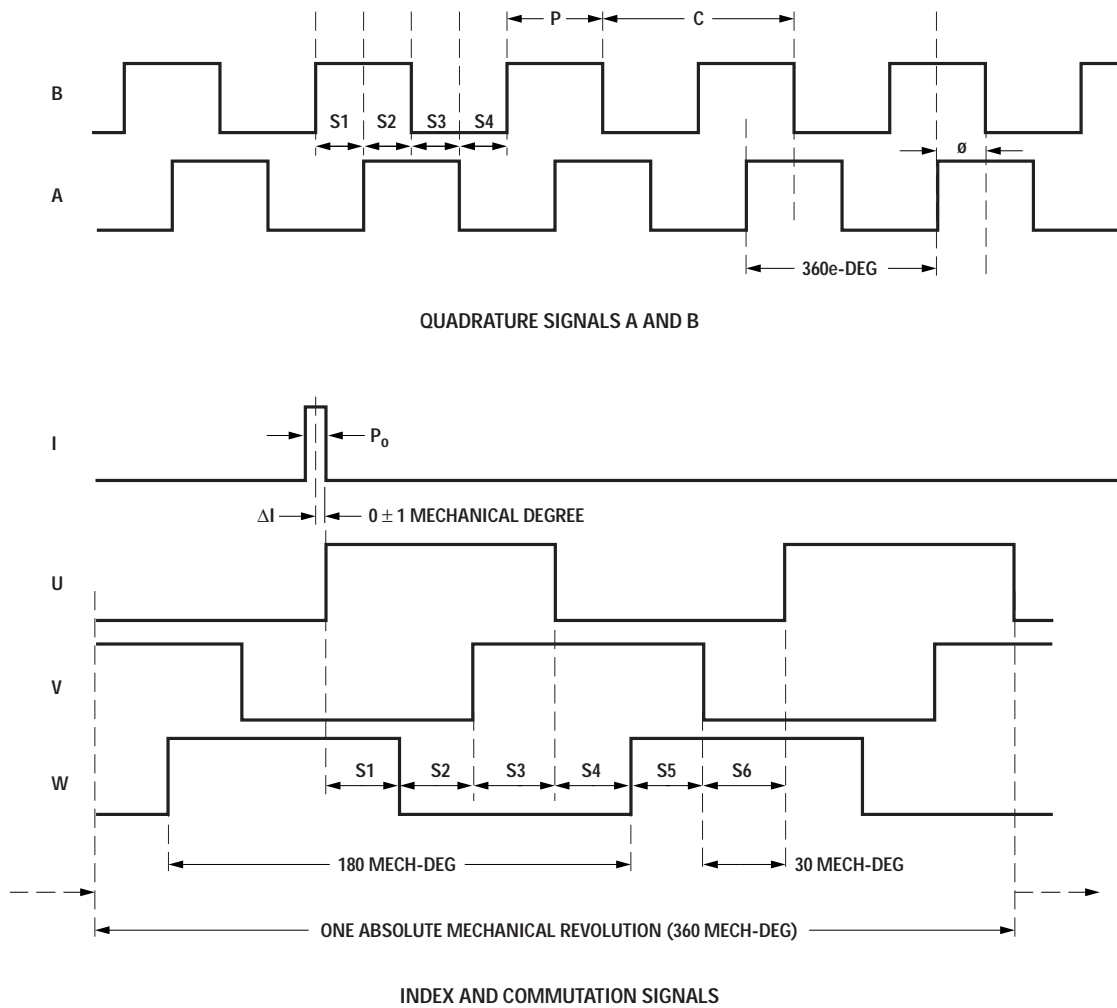 P C
B
S1 S2 S3 S4
ø
A
360e-DEG
QUADRATURE SIGNALS A AND B
I
Po
ΔI 0 ± 1 MECHANICAL DEGREE
U
V
S1 S2 S3 S4 S5 S6
W
180 MECH-DEG 30 MECH-DEG
ONE ABSOLUTE MECHANICAL REVOLUTION (360 MECH-DEG)
INDEX AND COMMUTATION SIGNALS